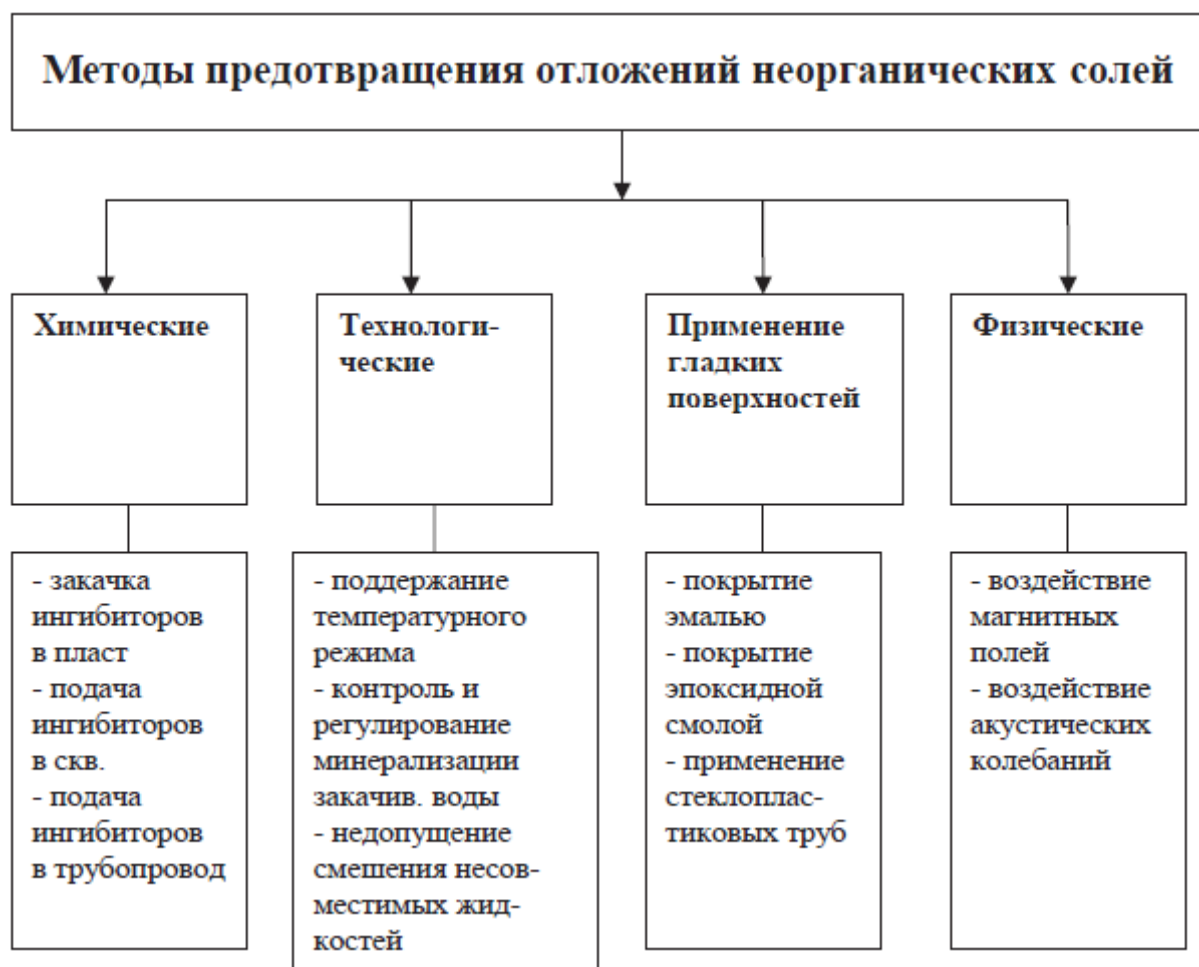 Методы предотвращения отложений неорганических солей
Химические
Технологи-
ческие
Применение
гладких
поверхностей
Физические
- закачка
ингибиторов
в пласт
- подача
ингибиторов
в скв.
- подача
ингибиторов
в трубопровод
- поддержание
температурного
режима
- контроль и
регулирование
минерализации
закачив. воды
- недопущение
смешения несов-
местимых жид-
костей
- покрытие
эмалью
- покрытие
эпоксидной
смолой
- применение
стеклоплас-
тиковых труб
- воздействие
магнитных
полей
- воздействие
акустических
колебаний